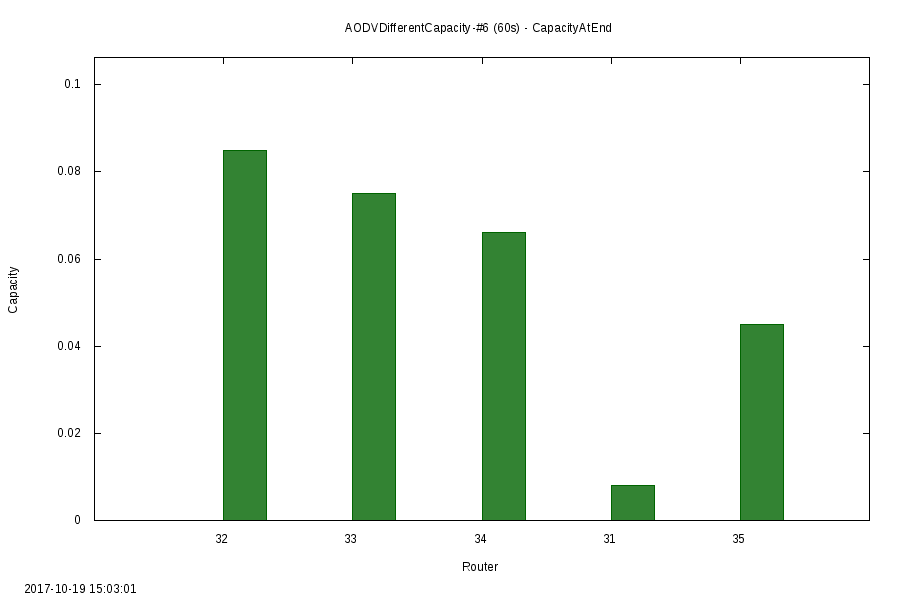 AODVDifferentCapacity-#6 (60s) - CapacityAtEnd
0.1
0.08
0.06
0.04
0.02
0
Capacity
32 33 34 31 35
Router
2017-10-19 15:03:01